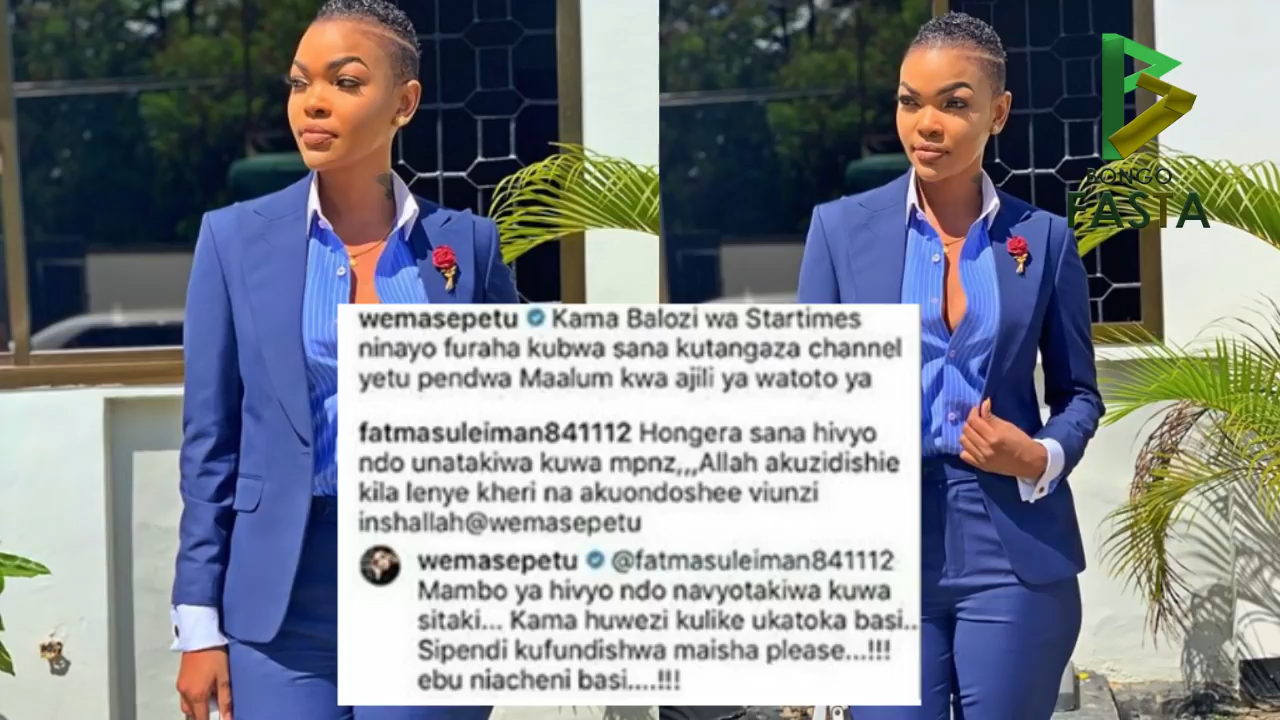 BONGO
FASTA
wemasepetu Kama Balozi wa Startimes
ninayo furaha kubwa sana kutangaza channel
yetu pendwa Maalum kwa ajili ya watoto ya
fatmasuleiman841112 Hongera sana hivyo
ndo unatakiwa kuwa mpnz,,,Allah akuzidishie
kila lenye kheri na akuondoshee viunzi
inshallah@wemasepetu
wemasepetu @fatmasuleiman841112
Mambo ya hivyo ndo navyotakiwa kuwa
sitaki... Kama huwezi kulike ukatoka basi..
Sipendi kufundishwa maisha please...!!!
ebu niacheni basi....!!!